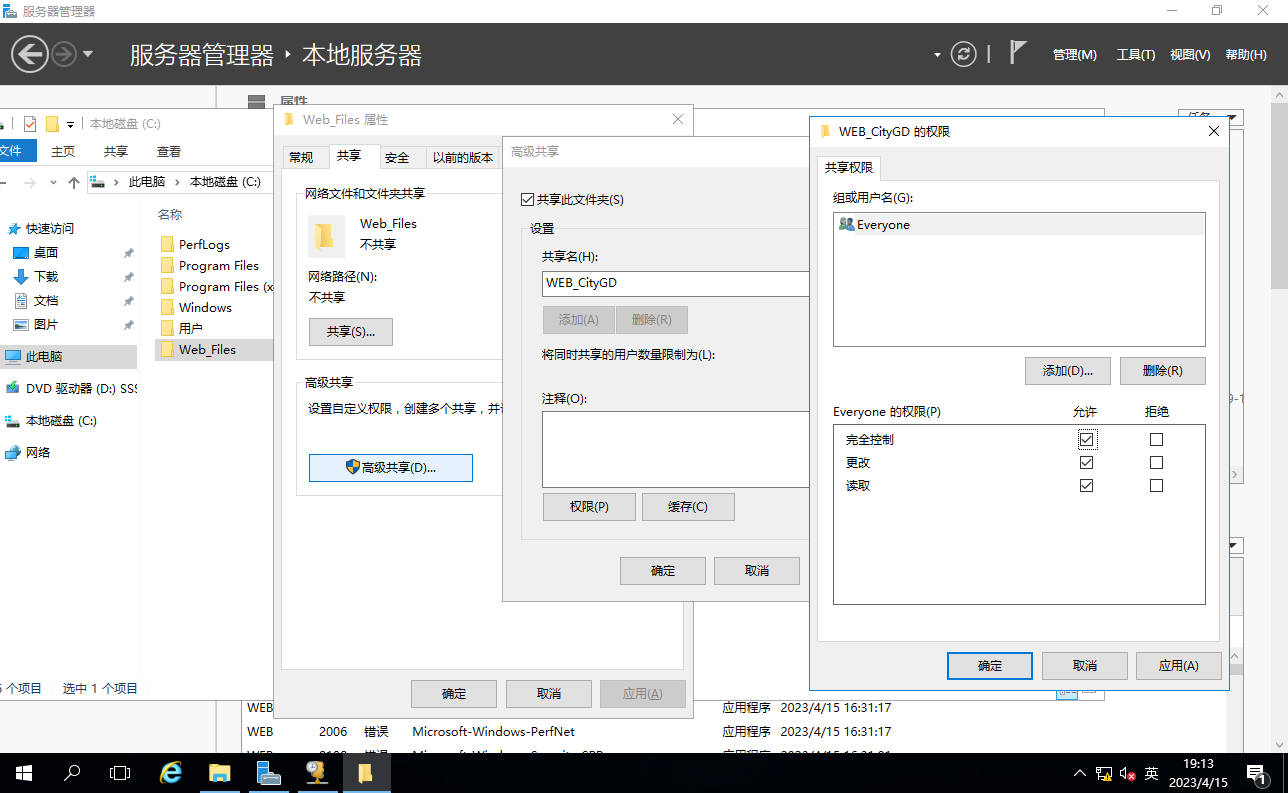 服务器管理器
服务器管理器 ‣ 本地服务器
管理(M) 工具(T) 视图(V) 帮助(H)
属性
任务
本地磁盘 (C:)
文件 主页 共享 查看
此电脑 › 本地磁盘 (C:)
快速访问
桌面
下载
文档
图片
此电脑
DVD 驱动器 (D:) SS
本地磁盘 (C:)
网络
名称
PerfLogs
Program Files
Program Files (x
Windows
用户
Web_Files
个项目 选中 1 个项目
Web_Files 属性
常规 共享 安全 以前的版本
网络文件和文件夹共享
Web_Files
不共享
网络路径(N):
不共享
共享(S)...
高级共享
设置自定义权限，创建多个共享，并
高级共享(D)...
确定 取消 应用(A)
高级共享
共享此文件夹(S)
设置
共享名(H):
WEB_CityGD
添加(A) 删除(R)
将同时共享的用户数量限制为(L):
注释(O):
权限(P) 缓存(C)
确定 取消
WEB_CityGD 的权限
共享权限
组或用户名(G):
Everyone
添加(D)... 删除(R)
Everyone 的权限(P) 允许 拒绝
完全控制
更改
读取
确定 取消 应用(A)
WEB 应用程序 2023/4/15 16:31:17
WEB 2006 错误 Microsoft-Windows-PerfNet 应用程序 2023/4/15 16:31:17
英
19:13
2023/4/15
1